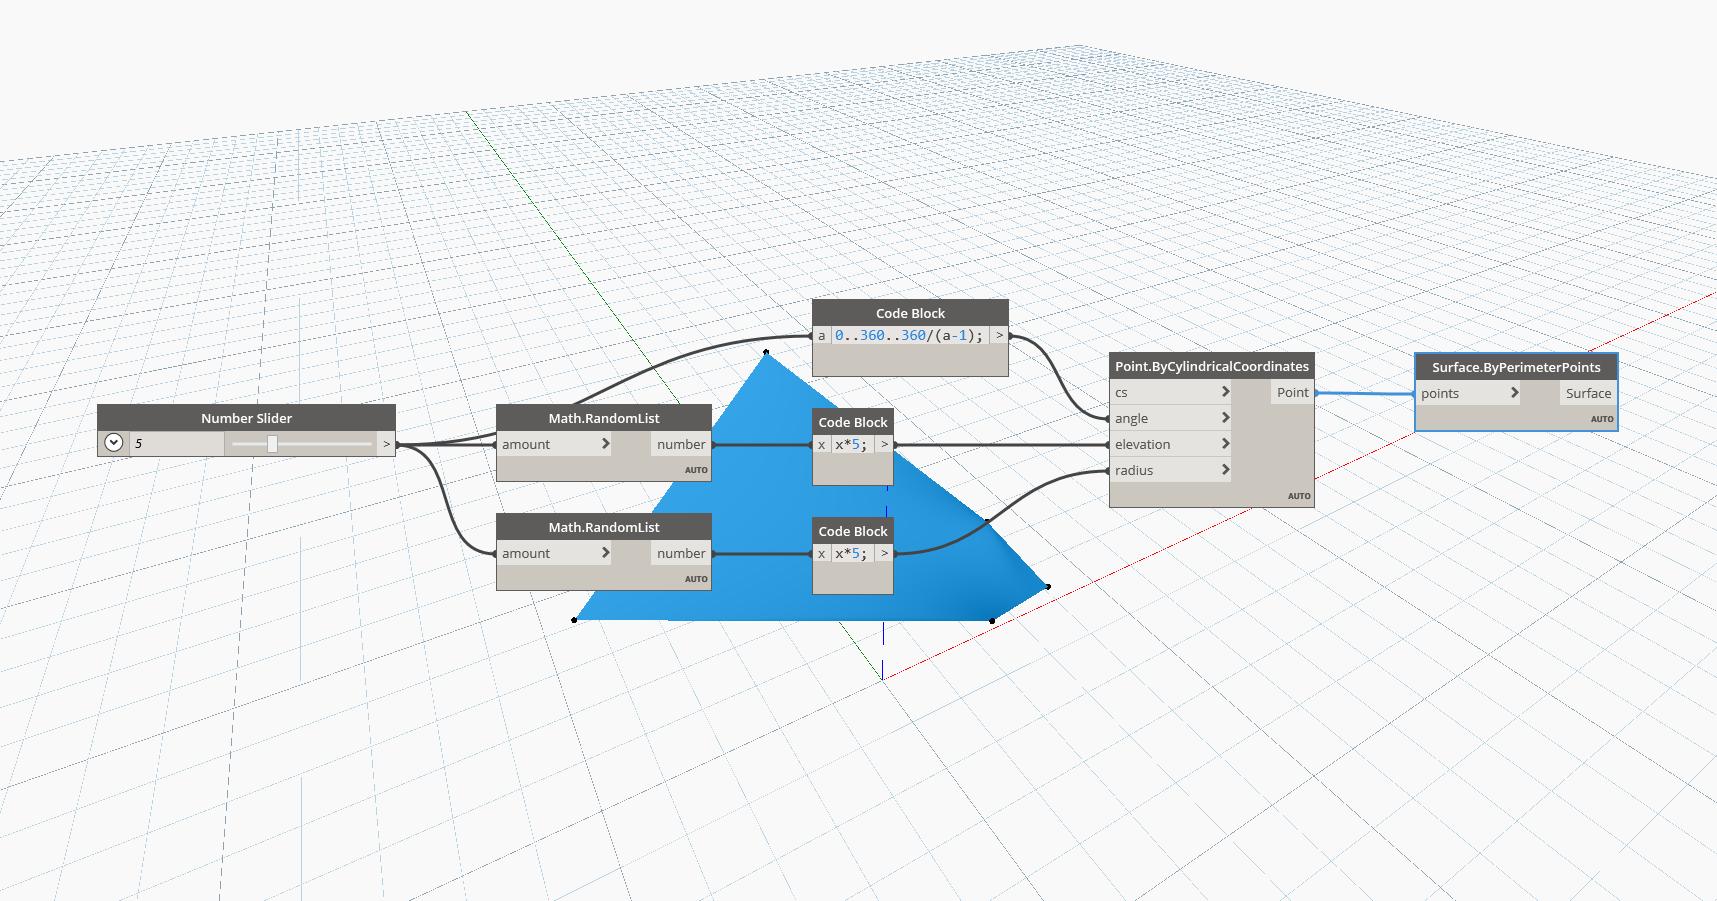 Code Block
a 0..360..360/(a-1); >
Point.ByCylindricalCoordinates
cs > Point
angle >
elevation >
radius >
AUTO
Surface.ByPerimeterPoints
points > Surface
AUTO
Number Slider
5 >
Math.RandomList
amount > number
AUTO
Code Block
x x*5; >
Math.RandomList
amount > number
AUTO
Code Block
x x*5; >